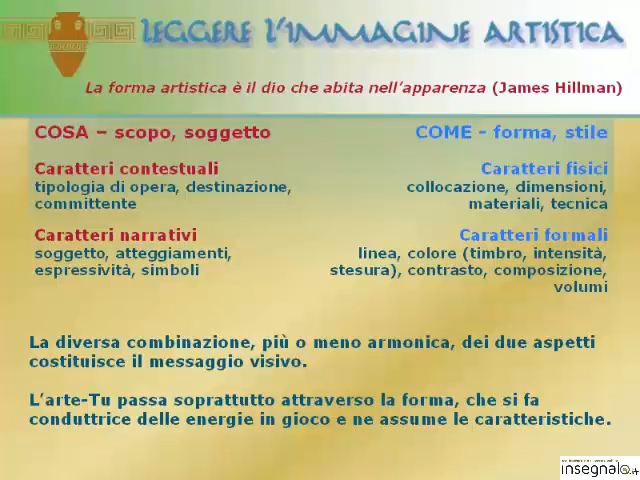 LEGGERE L'IMMAGINE ARTISTICA
La forma artistica è il dio che abita nell'apparenza (James Hillman)
COSA – scopo, soggetto
Caratteri contestuali
tipologia di opera, destinazione,
committente
Caratteri narrativi
soggetto, atteggiamenti,
espressività, simboli
COME - forma, stile
Caratteri fisici
collocazione, dimensioni,
materiali, tecnica
Caratteri formali
linea, colore (timbro, intensità,
stesura), contrasto, composizione,
volumi
La diversa combinazione, più o meno armonica, dei due aspetti
costituisce il messaggio visivo.
L'arte-Tu passa soprattutto attraverso la forma, che si fa
conduttrice delle energie in gioco e ne assume le caratteristiche.
insegnalo.it